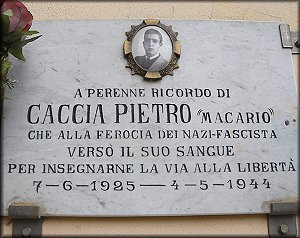 A PERENNE RICORDO DI
CACCIA PIETRO "MACARIO"
CHE ALLA FEROCIA DEI NAZI-FASCISTA
VERSÒ IL SUO SANGUE
PER INSEGNARNE LA VIA ALLA LIBERTÀ
7-6-1925 — 4-5-1944